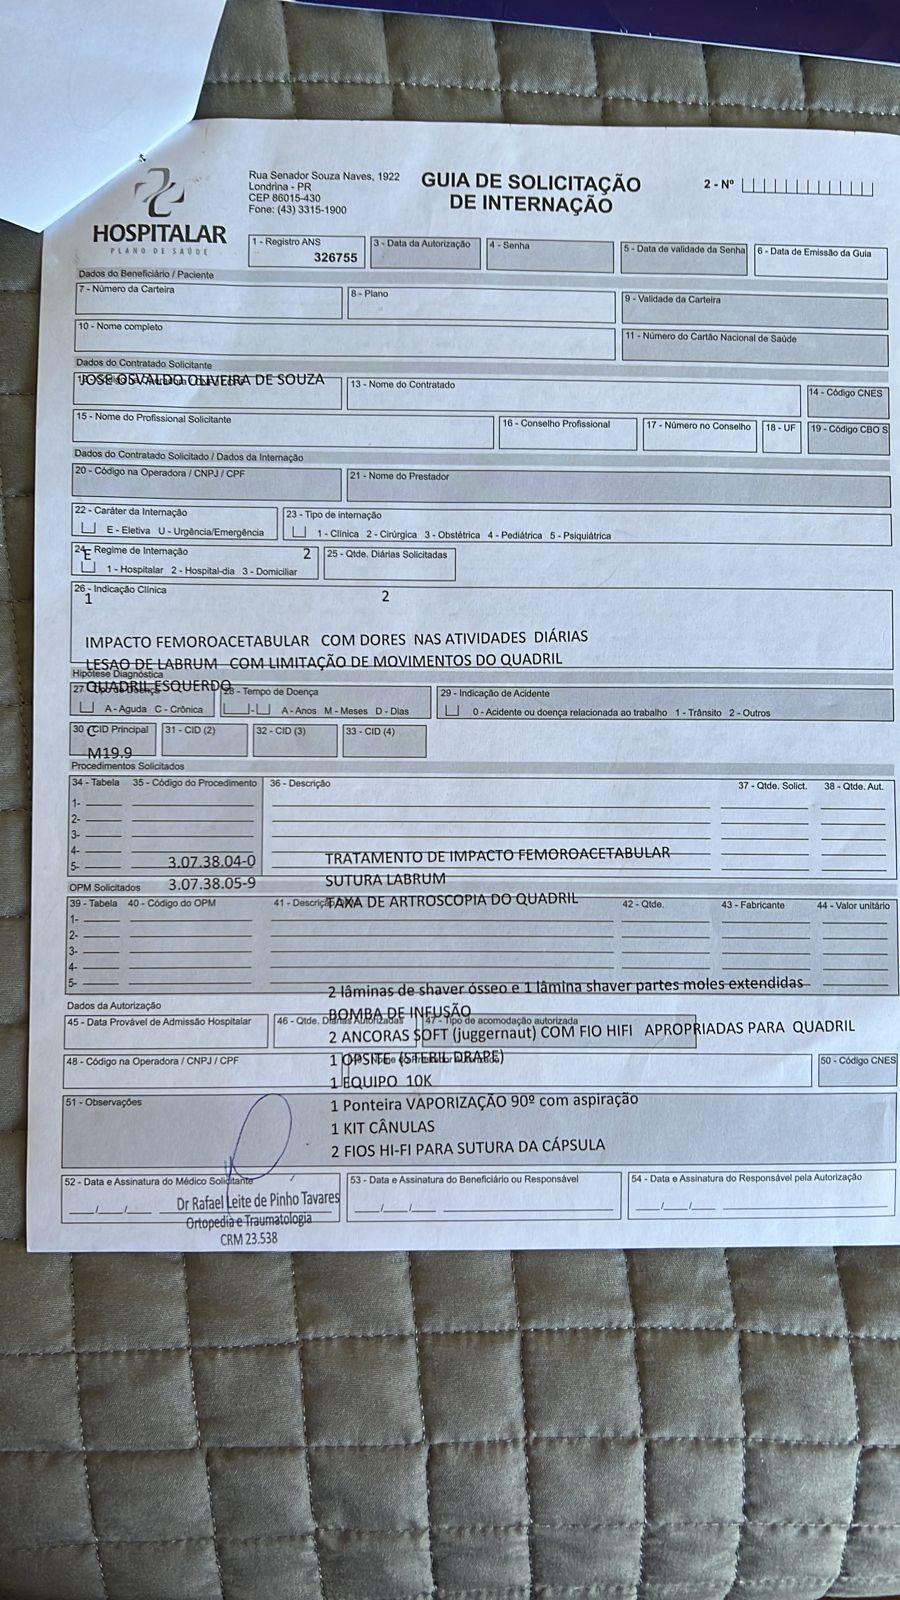 HOSPITALAR
PLANO DE SAÚDE
Rua Senador Souza Naves, 1922
Londrina - PR
CEP 86015-430
Fone: (43) 3315-1900
GUIA DE SOLICITAÇÃO
DE INTERNAÇÃO
2 - Nº
1 - Registro ANS
326755
3 - Data da Autorização
4 - Senha
5 - Data de validade da Senha
6 - Data de Emissão da Guia
Dados do Beneficiário / Paciente
7 - Número da Carteira
8 - Plano
9 - Validade da Carteira
10 - Nome completo
11 - Número do Cartão Nacional de Saúde
Dados do Contratado Solicitante
JOSE OSVALDO OLIVEIRA DE SOUZA
13 - Nome do Contratado
14 - Código CNES
15 - Nome do Profissional Solicitante
16 - Conselho Profissional
17 - Número no Conselho
18 - UF
19 - Código CBO S
Dados do Contratado Solicitado / Dados da Internação
20 - Código na Operadora / CNPJ / CPF
21 - Nome do Prestador
22 - Caráter da Internação
E - Eletiva U - Urgência/Emergência
23 - Tipo de internação
1 - Clínica 2 - Cirúrgica 3 - Obstétrica 4 - Pediátrica 5 - Psiquiátrica
24 - Regime de Internação
E
2
1 - Hospitalar 2 - Hospital-dia 3 - Domiciliar
25 - Qtde. Diárias Solicitadas
26 - Indicação Clínica
1
2
IMPACTO FEMOROACETABULAR COM DORES NAS ATIVIDADES DIÁRIAS
LESAO DE LABRUM COM LIMITAÇÃO DE MOVIMENTOS DO QUADRIL
Hipótese Diagnóstica
QUADRIL ESQUERDO
27 - Tipo de Doença
A - Aguda C - Crônica
28 - Tempo de Doença
A - Anos M - Meses D - Dias
29 - Indicação de Acidente
0 - Acidente ou doença relacionada ao trabalho 1 - Trânsito 2 - Outros
30 - CID Principal
C
M19.9
31 - CID (2)
32 - CID (3)
33 - CID (4)
Procedimentos Solicitados
34 - Tabela
35 - Código do Procedimento
36 - Descrição
37 - Qtde. Solict.
38 - Qtde. Aut.
1-
2-
3-
4-
5-
3.07.38.04-0
TRATAMENTO DE IMPACTO FEMOROACETABULAR
OPM Solicitados
3.07.38.05-9
SUTURA LABRUM
39 - Tabela
40 - Código do OPM
41 - Descrição
TAXA DE ARTROSCOPIA DO QUADRIL
42 - Qtde.
43 - Fabricante
44 - Valor unitário
1-
2-
3-
4-
5-
2 lâminas de shaver ósseo e 1 lâmina shaver partes moles extendidas
Dados da Autorização
BOMBA DE INFUSÃO
45 - Data Provável de Admissão Hospitalar
46 - Qtde. Diárias Autorizadas
47 - Tipo de acomodação autorizada
2 ANCORAS SOFT (juggernaut) COM FIO HIFI APROPRIADAS PARA QUADRIL
48 - Código na Operadora / CNPJ / CPF
1 OPSITE (STERIL DRAPE)
50 - Código CNES
1 EQUIPO 10K
51 - Observações
1 Ponteira VAPORIZAÇÃO 90º com aspiração
1 KIT CÂNULAS
2 FIOS HI-FI PARA SUTURA DA CÁPSULA
52 - Data e Assinatura do Médico Solicitante
53 - Data e Assinatura do Beneficiário ou Responsável
54 - Data e Assinatura do Responsável pela Autorização
Dr Rafael Leite de Pinho Tavares
Ortopedia e Traumatologia
CRM 23.538